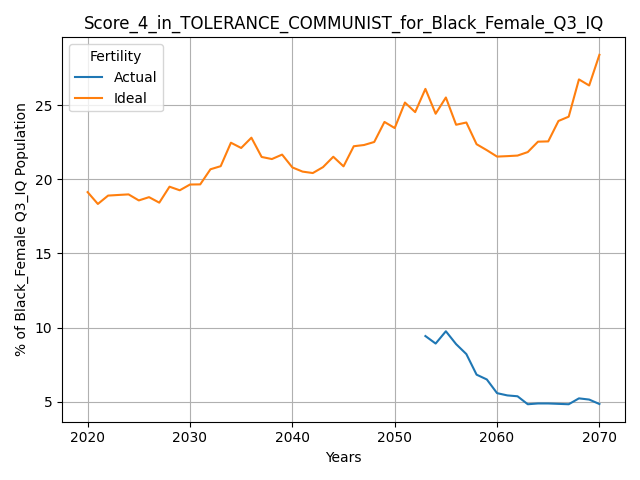 Score_4_in_TOLERANCE_COMMUNIST_for_Black_Female_Q3_IQ
Fertility
Actual
Ideal
% of Black_Female Q3_IQ Population
25
20
15
10
5
2020
2030
2040
2050
2060
2070
Years